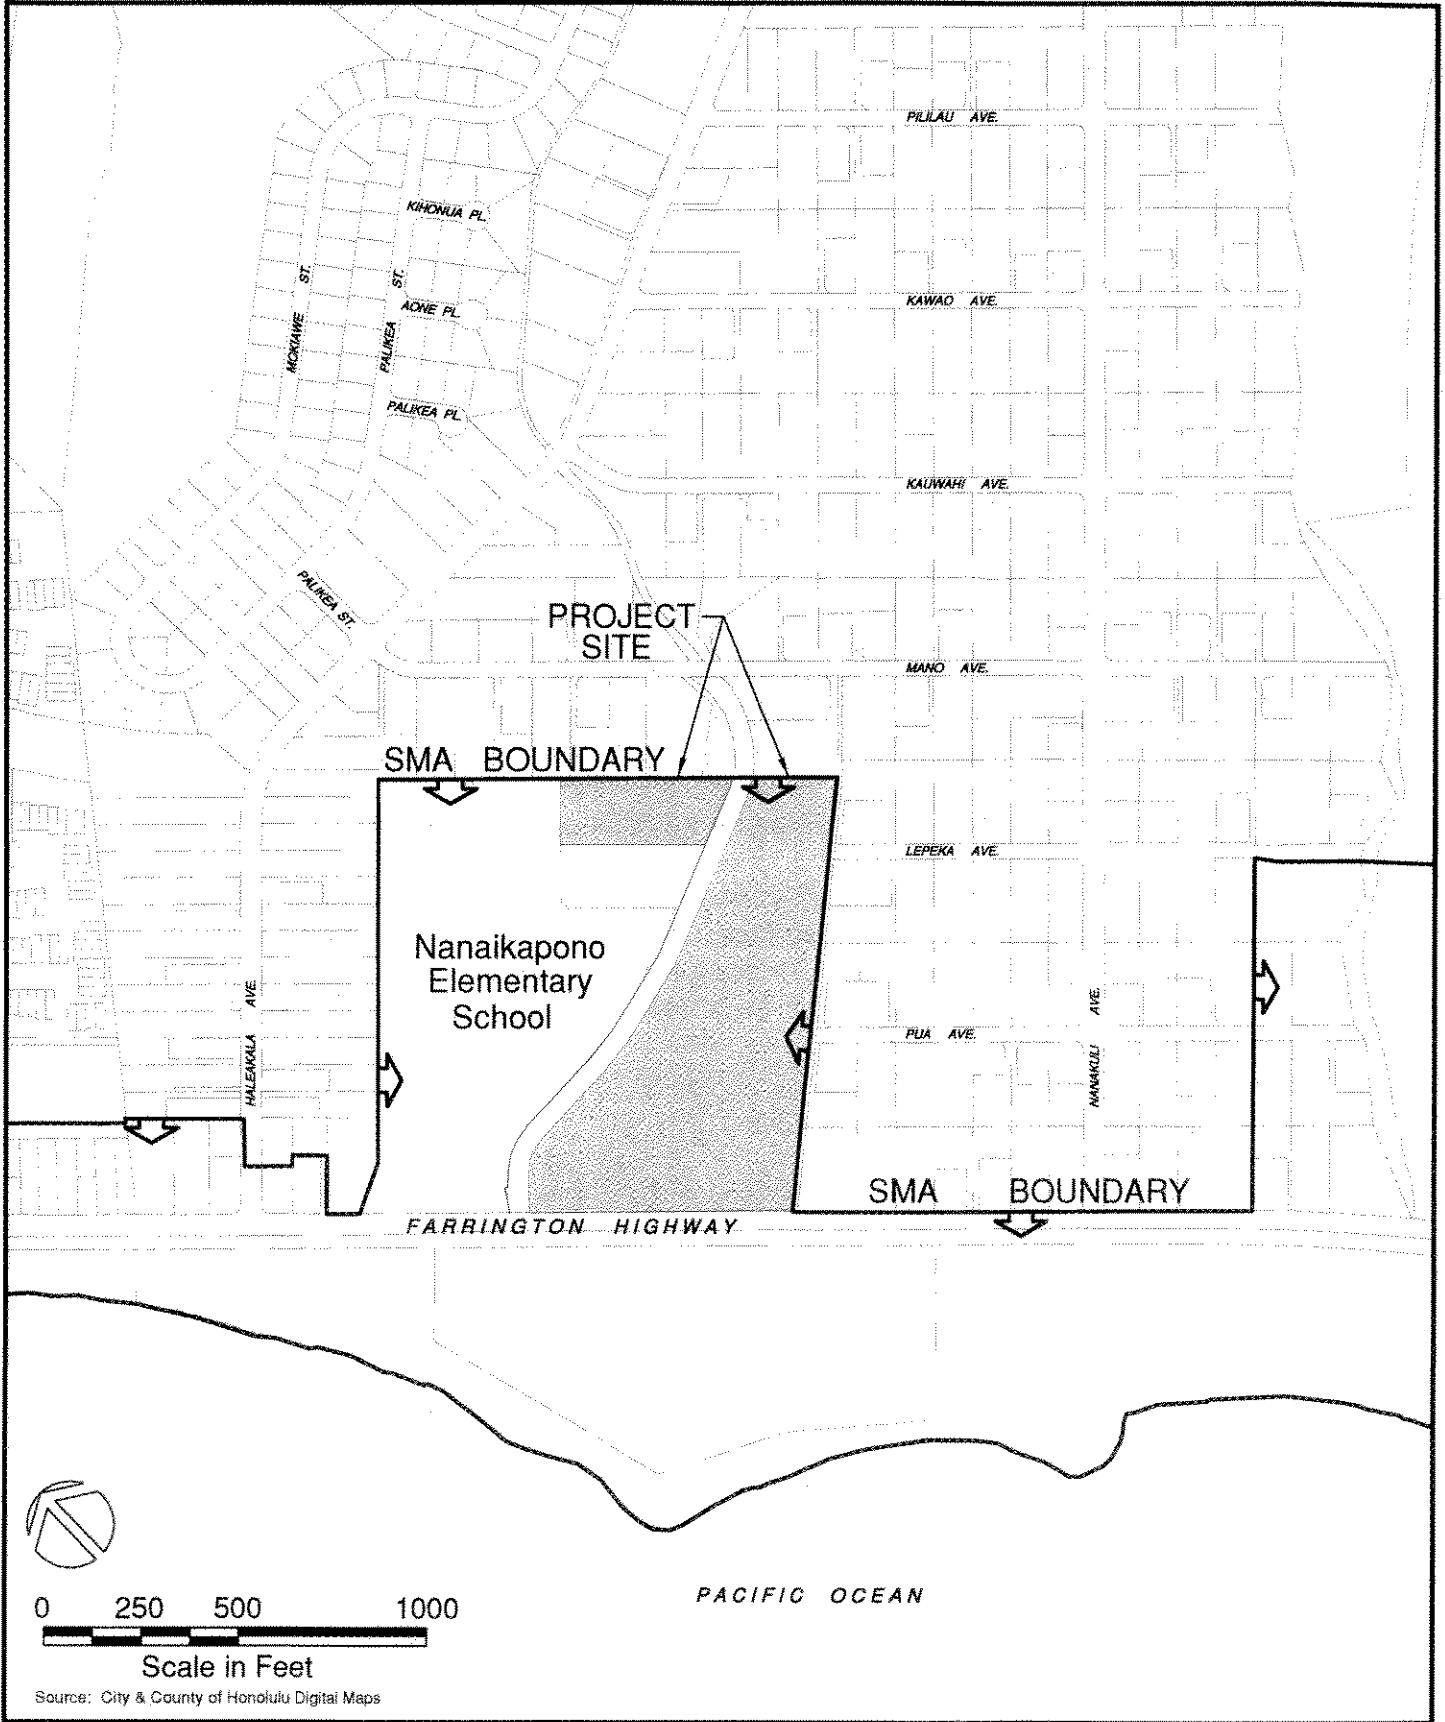 PILILAU AVE.
KIHONUA PL.
MOKIAWE ST.
PALIKEA ST.
AONE PL.
KAWAO AVE.
PALIKEA PL.
KAUWAHI AVE.
PALIKEA ST.
PROJECT
SITE
MANO AVE.
SMA BOUNDARY
LEPEKA AVE.
Nanaikapono
Elementary
School
HALEAKALA AVE.
PUA AVE.
NANAKULI AVE.
SMA BOUNDARY
FARRINGTON HIGHWAY
PACIFIC OCEAN
0 250 500 1000
Scale in Feet
Source: City & County of Honolulu Digital Maps